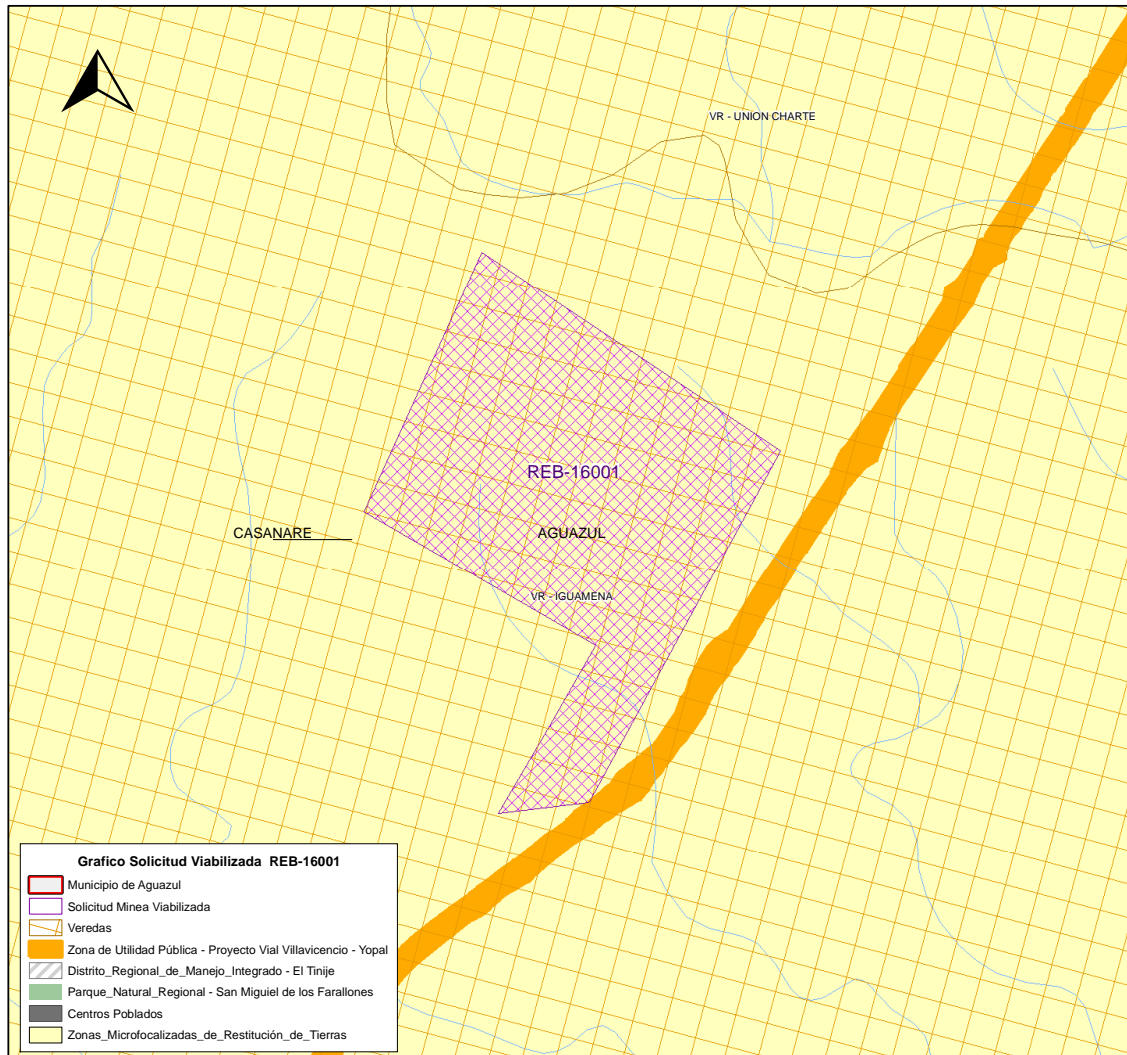 VR - UNION CHARTE
REB-16001
CASANARE
AGUAZUL
VR - IGUAMENA
Grafico Solicitud Viabilizada REB-16001
Municipio de Aguazul
Solicitud Minea Viabilizada
Veredas
Zona de Utilidad Pública - Proyecto Vial Villavicencio - Yopal
Distrito_Regional_de_Manejo_Integrado - El Tinije
Parque_Natural_Regional - San Miguel de los Farallones
Centros Poblados
Zonas_Microfocalizadas_de_Restitución_de_Tierras